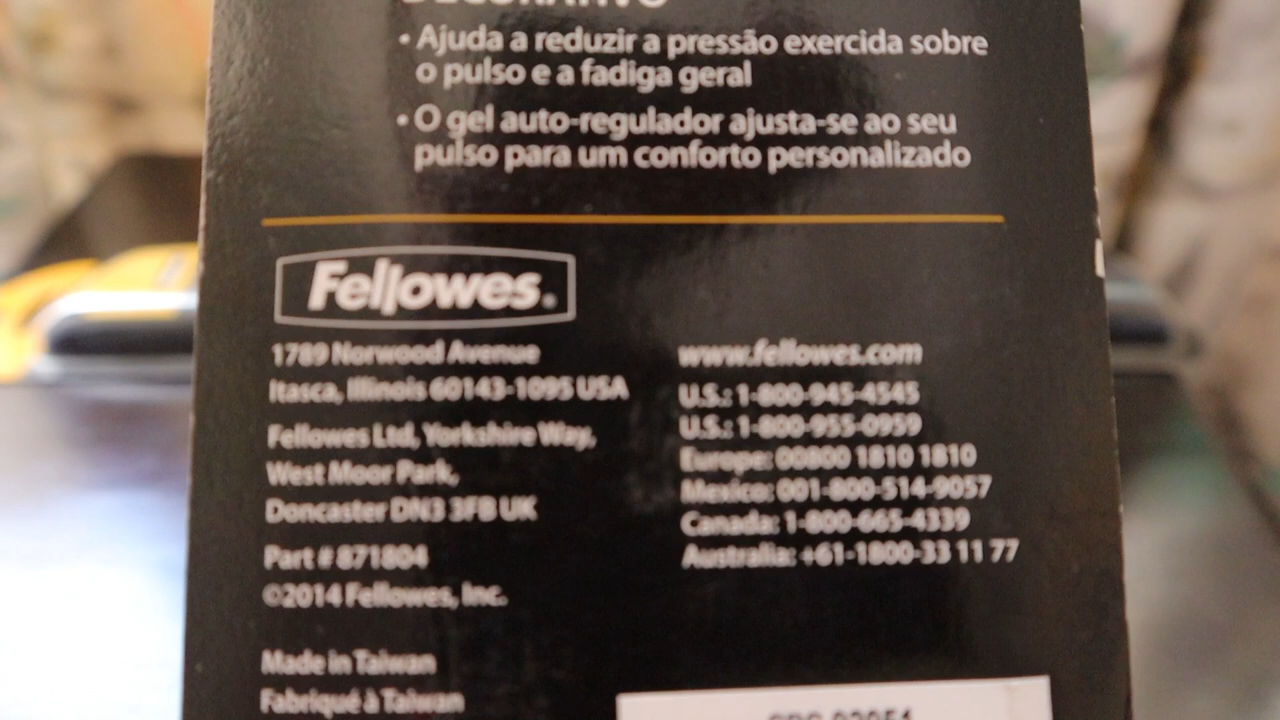 • Ajuda a reduzir a pressão exercida sobre
o pulso e a fadiga geral
• O gel auto-regulador ajusta-se ao seu
pulso para um conforto personalizado
Fellowes.
1789 Norwood Avenue
Itasca, Illinois 60143-1095 USA
Fellowes Ltd, Yorkshire Way,
West Moor Park,
Doncaster DN3 3FB UK
Part # 871804
©2014 Fellowes, Inc.
Made in Taiwan
Fabriqué à Taiwan
www.fellowes.com
U.S.: 1-800-945-4545
U.S.: 1-800-955-0959
Europe: 00800 1810 1810
Mexico: 001-800-514-9057
Canada: 1-800-665-4339
Australia: +61-1800-33 11 77